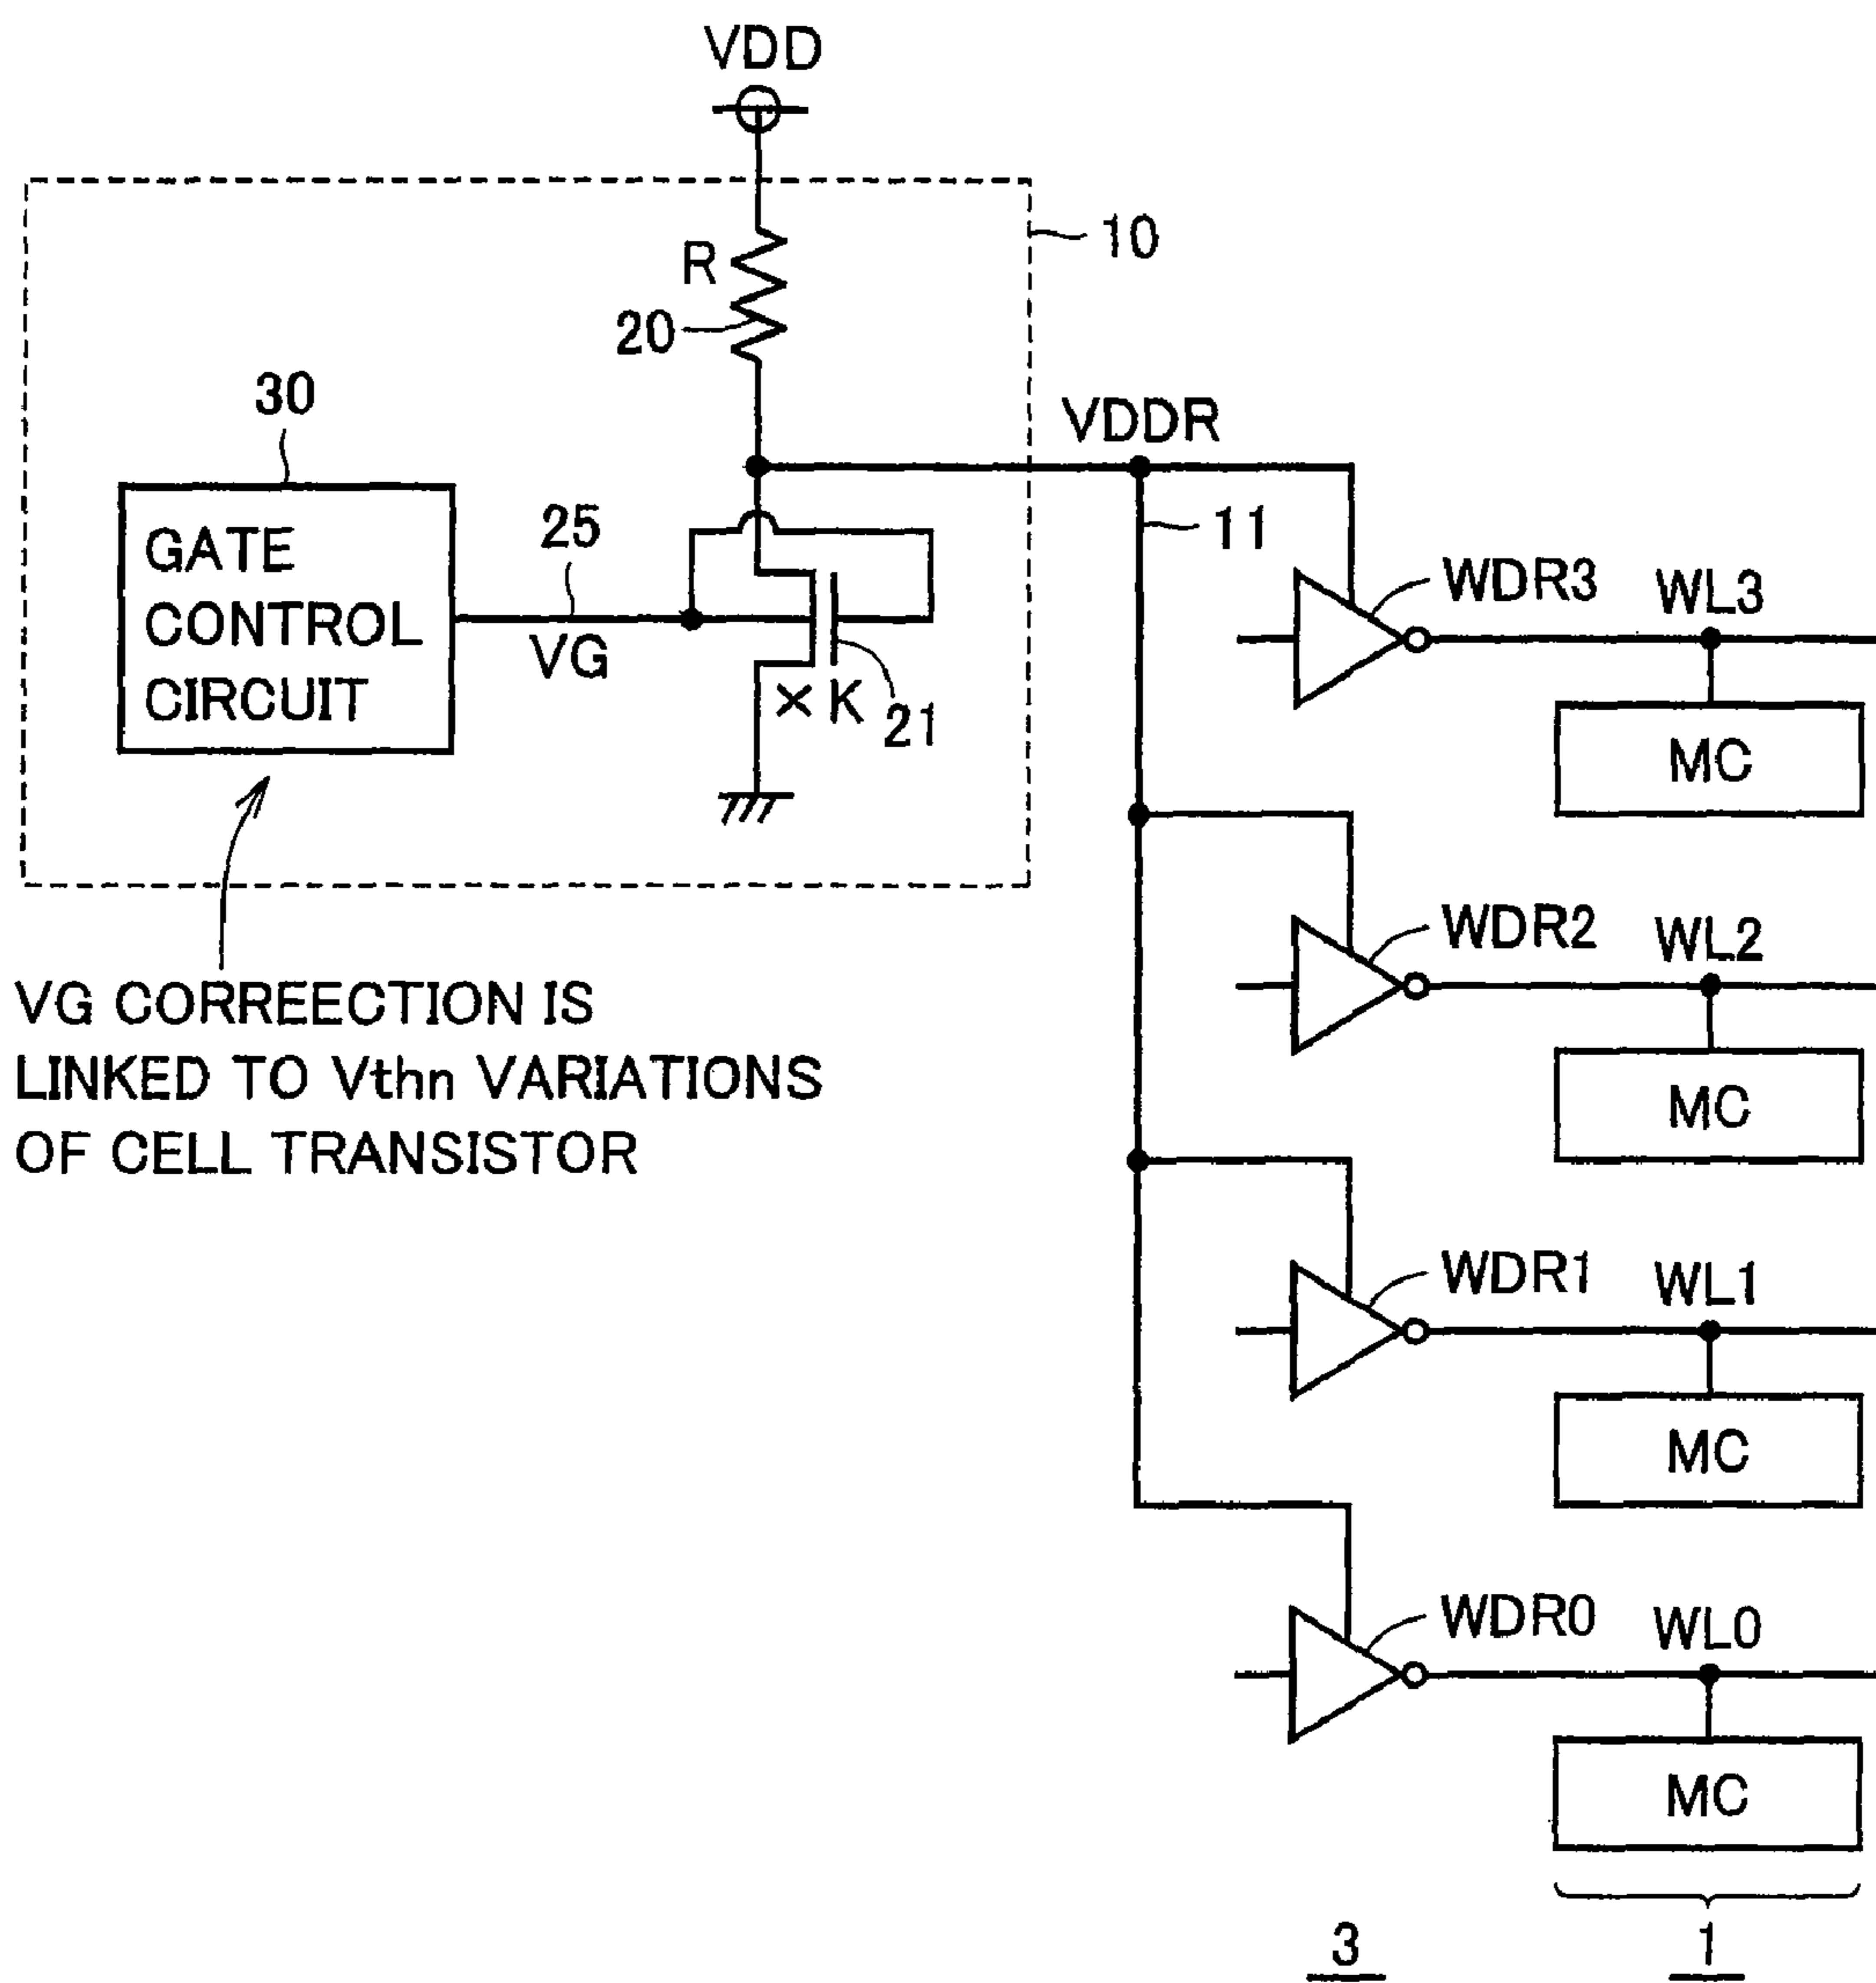 VDD
10
R
20
30
VDDR
GATE
CONTROL
CIRCUIT
25
VG
× K
21
11
WDR3
WL3
MC
VG CORREECTION IS
LINKED TO Vthn VARIATIONS
OF CELL TRANSISTOR
WDR2
WL2
MC
WDR1
WL1
MC
WDR0
WL0
MC
3
1